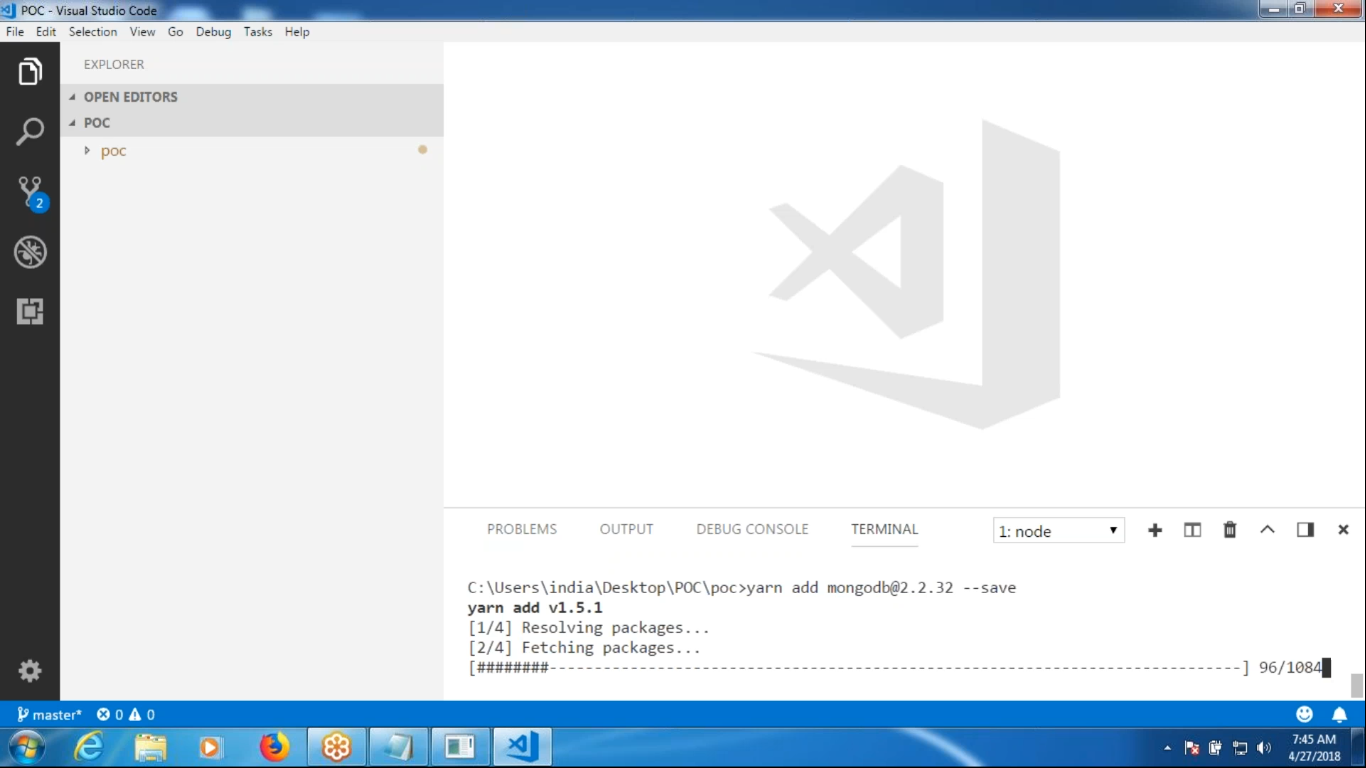 POC - Visual Studio Code
File Edit Selection View Go Debug Tasks Help
EXPLORER
OPEN EDITORS
POC
poc
2
PROBLEMS OUTPUT DEBUG CONSOLE TERMINAL 1: node
C:\Users\india\Desktop\POC\poc>yarn add mongodb@2.2.32 --save
yarn add v1.5.1
[1/4] Resolving packages...
[2/4] Fetching packages...
[########-----------------------------------------------------------------------------] 96/1084
master* 0 0
7:45 AM
4/27/2018